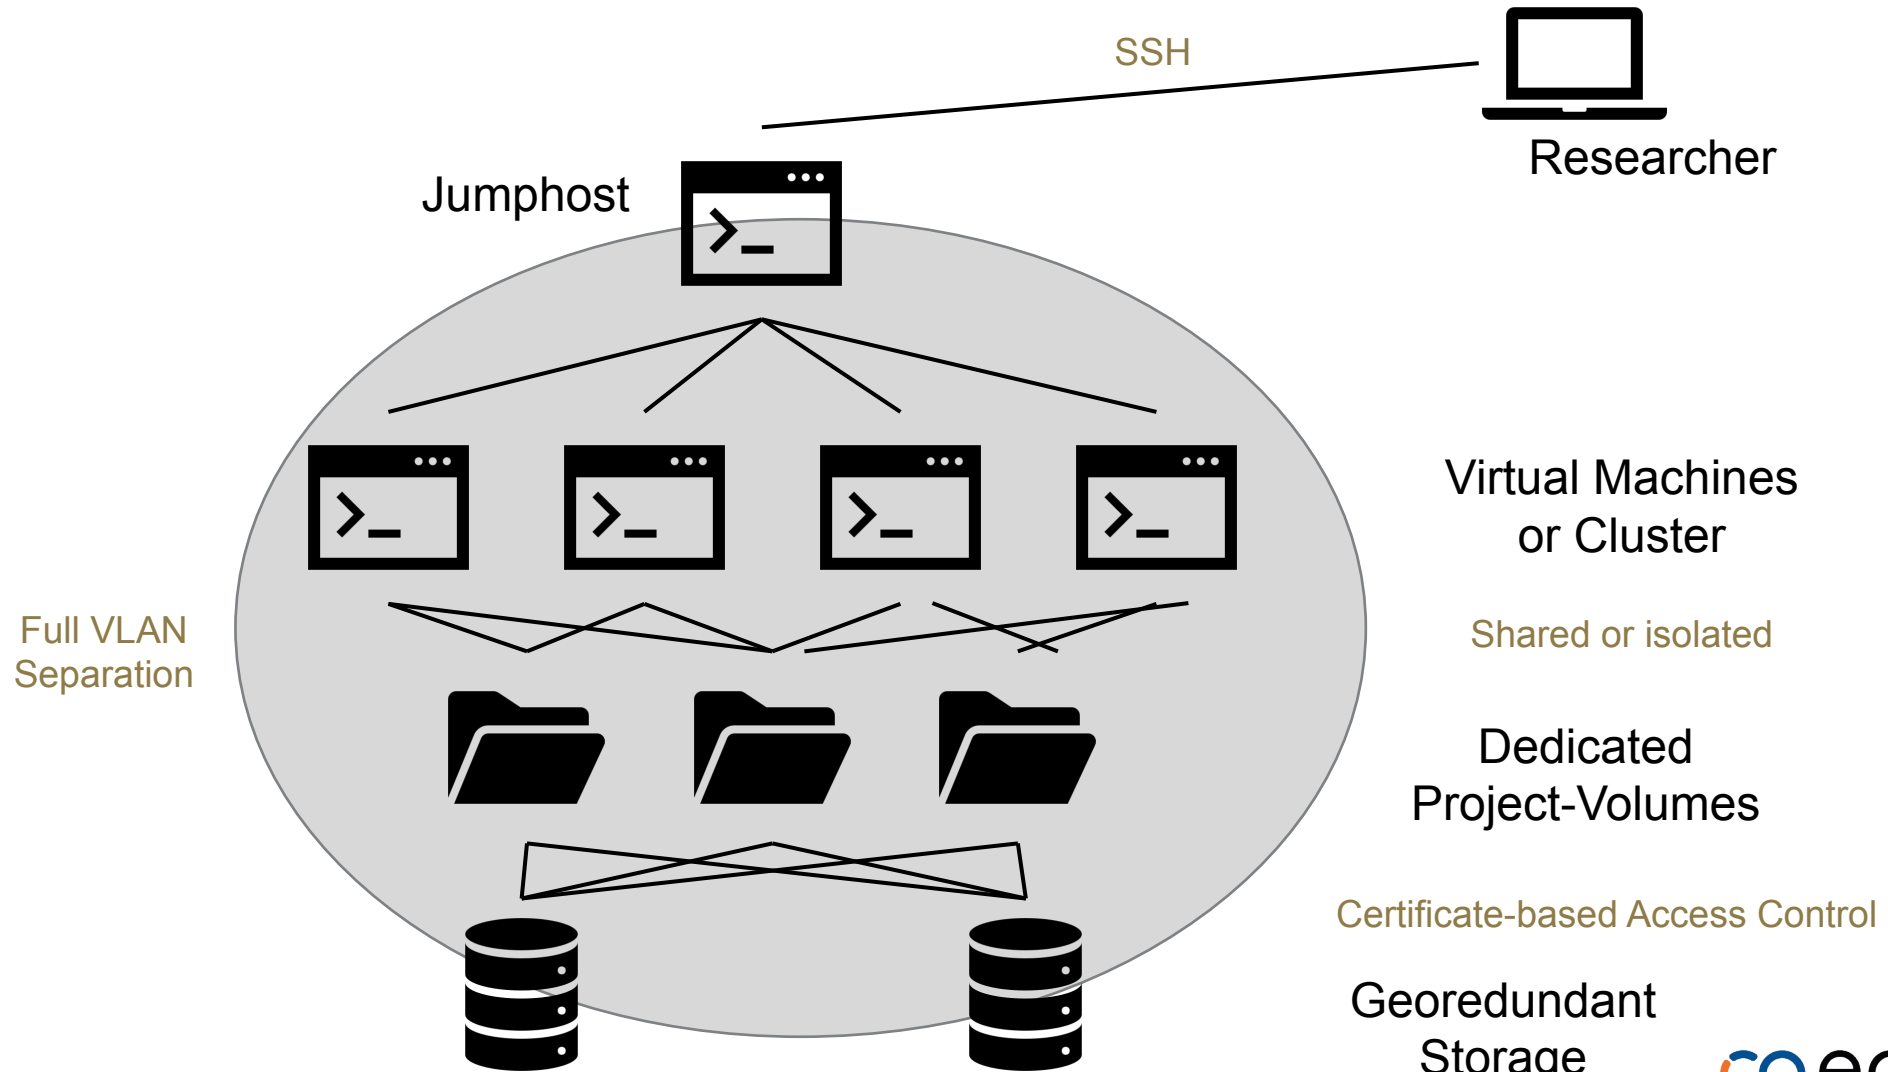 SSH
Researcher
Jumphost
Virtual Machines
or Cluster
Full VLAN
Separation
Shared or isolated
Dedicated
Project-Volumes
Certificate-based Access Control
Georedundant
Storage